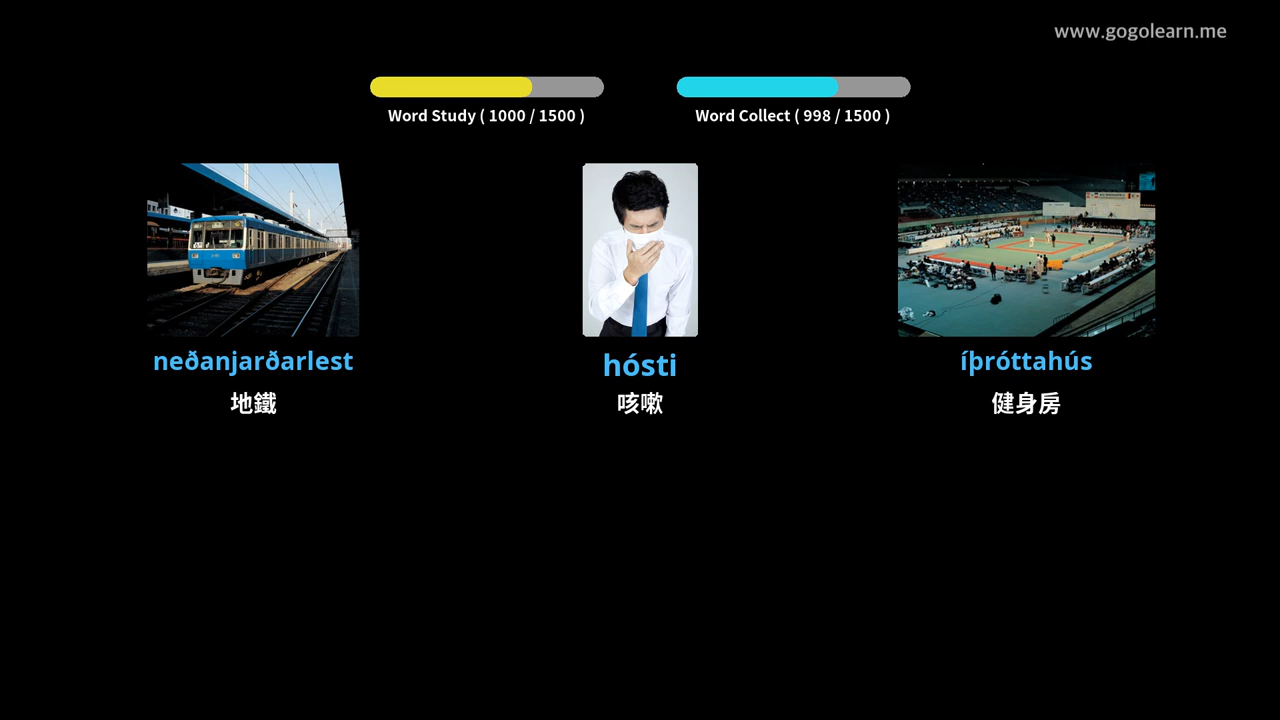 www.gogolearn.me
Word Study ( 1000 / 1500 )
Word Collect ( 998 / 1500 )
neðanjarðarlest
hósti
íþróttahús
地鐵
咳嗽
健身房